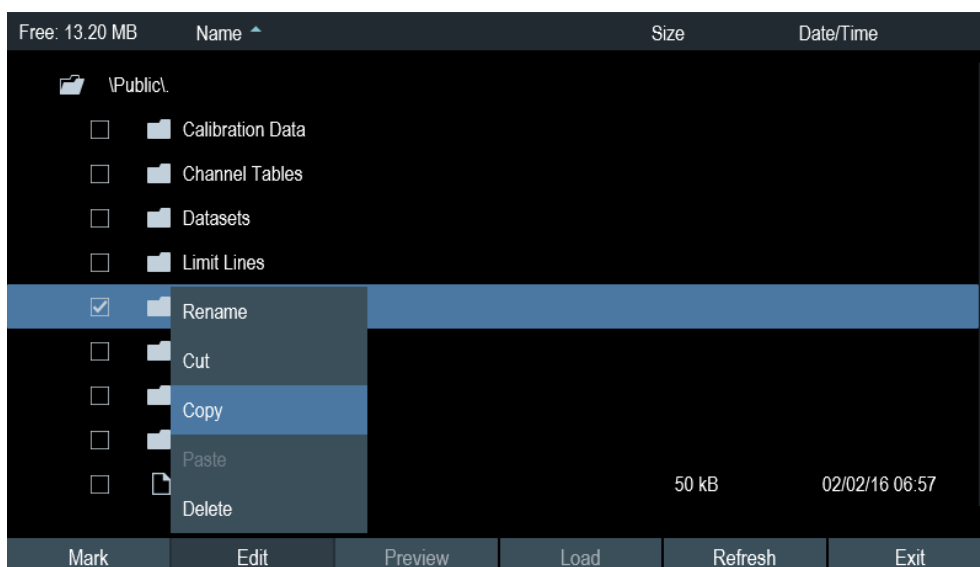 Free: 13.20 MB Name Size Date/Time
\Public\.
Calibration Data
Channel Tables
Datasets
Limit Lines
Rename
Cut
Copy
Paste
50 kB 02/02/16 06:57
Delete
Mark Edit Preview Load Refresh Exit